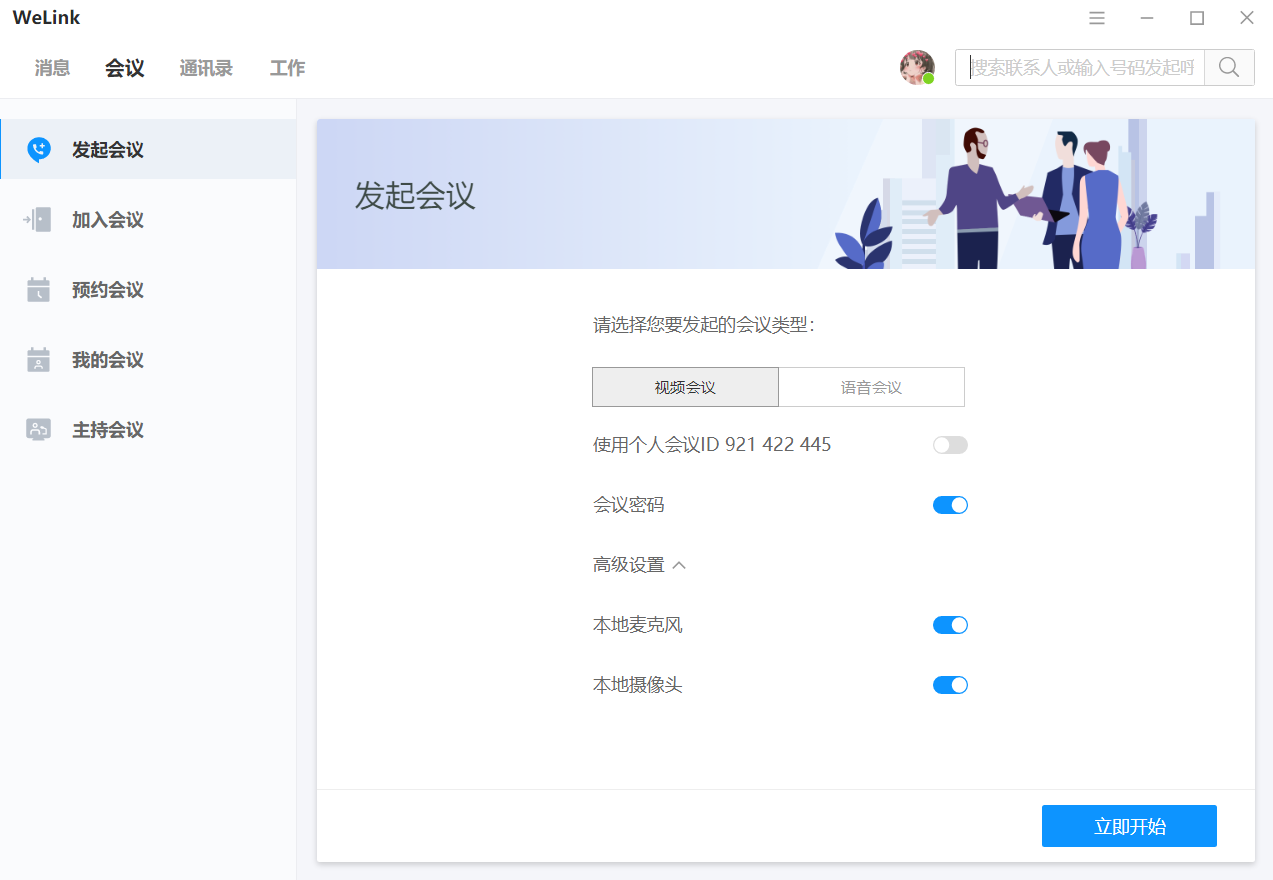 WeLink
消息 会议 通讯录 工作
搜索联系人或输入号码发起呼
发起会议
加入会议
预约会议
我的会议
主持会议
发起会议
请选择您要发起的会议类型:
视频会议 语音会议
使用个人会议ID 921 422 445
会议密码
高级设置
本地麦克风
本地摄像头
立即开始